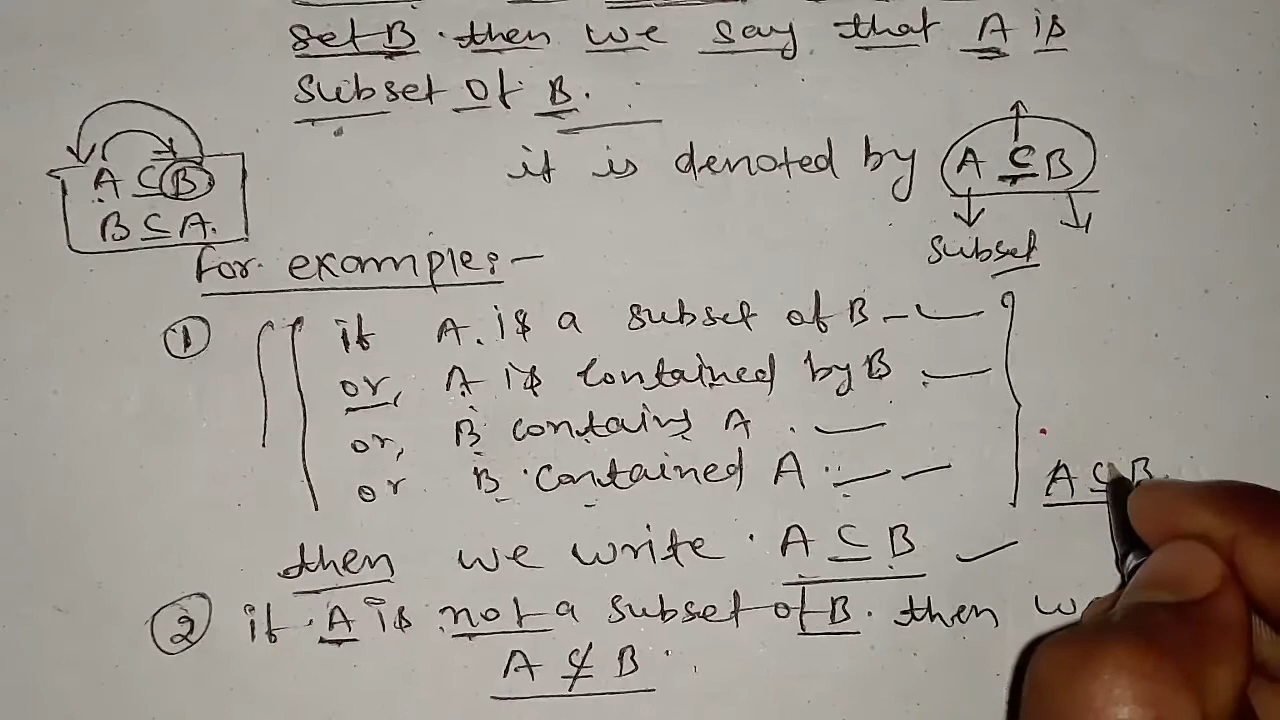 set B. then we say that A is
subset of B.
it is denoted by A ⊆ B
A ⊆ B
B ⊆ A.
subset
for example:-
① if A is a subset of B -
or, A is contained by B -
or, B contains A. -
or B contained A. - -
A ⊆ B.
then we write. A ⊆ B
② if A is not a subset of B. then
A ⊄ B.